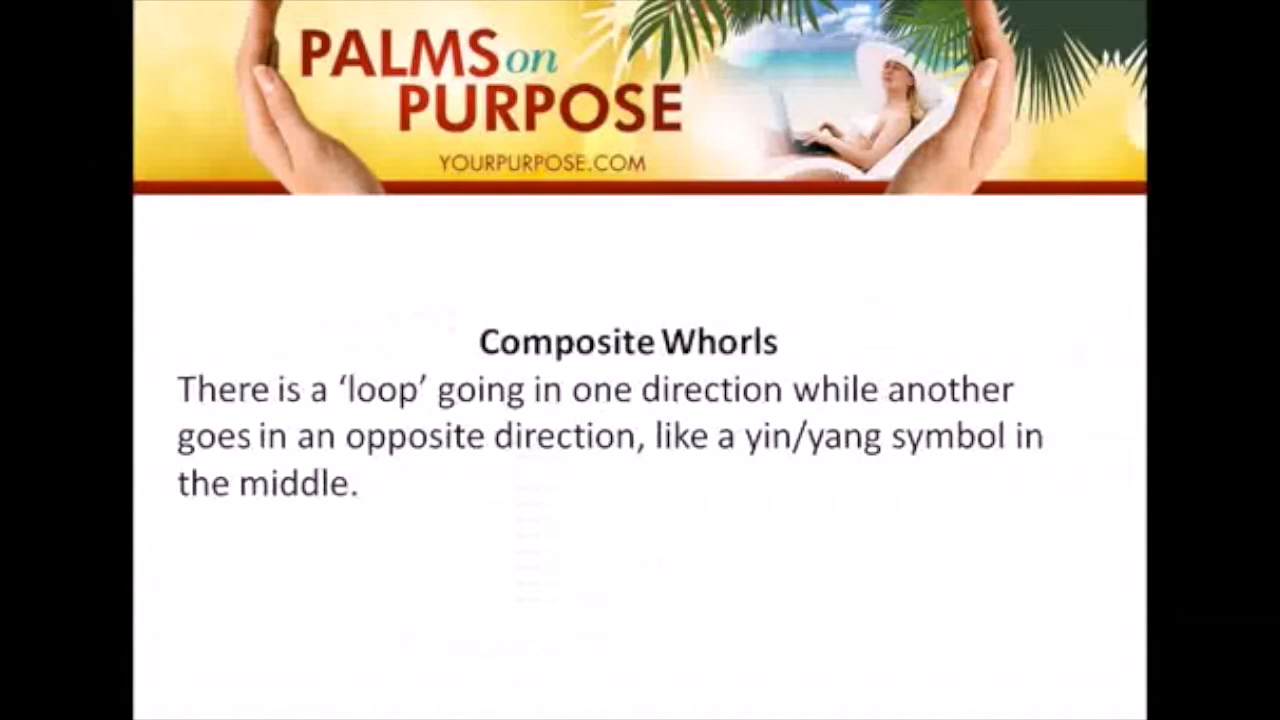 PALMS on
PURPOSE
YOURPURPOSE.COM
Composite Whorls
There is a ‘loop’ going in one direction while another
goes in an opposite direction, like a yin/yang symbol in
the middle.